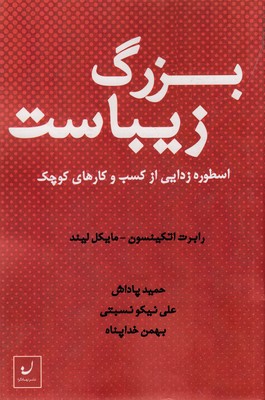 بزرگ
زیباست
اسطوره زدایی از کسب و کارهای کوچک
رابرت اتکینسون - مایکل لیند
حمید پاداش
علی نیکو نسبتی
بهمن خداپناه